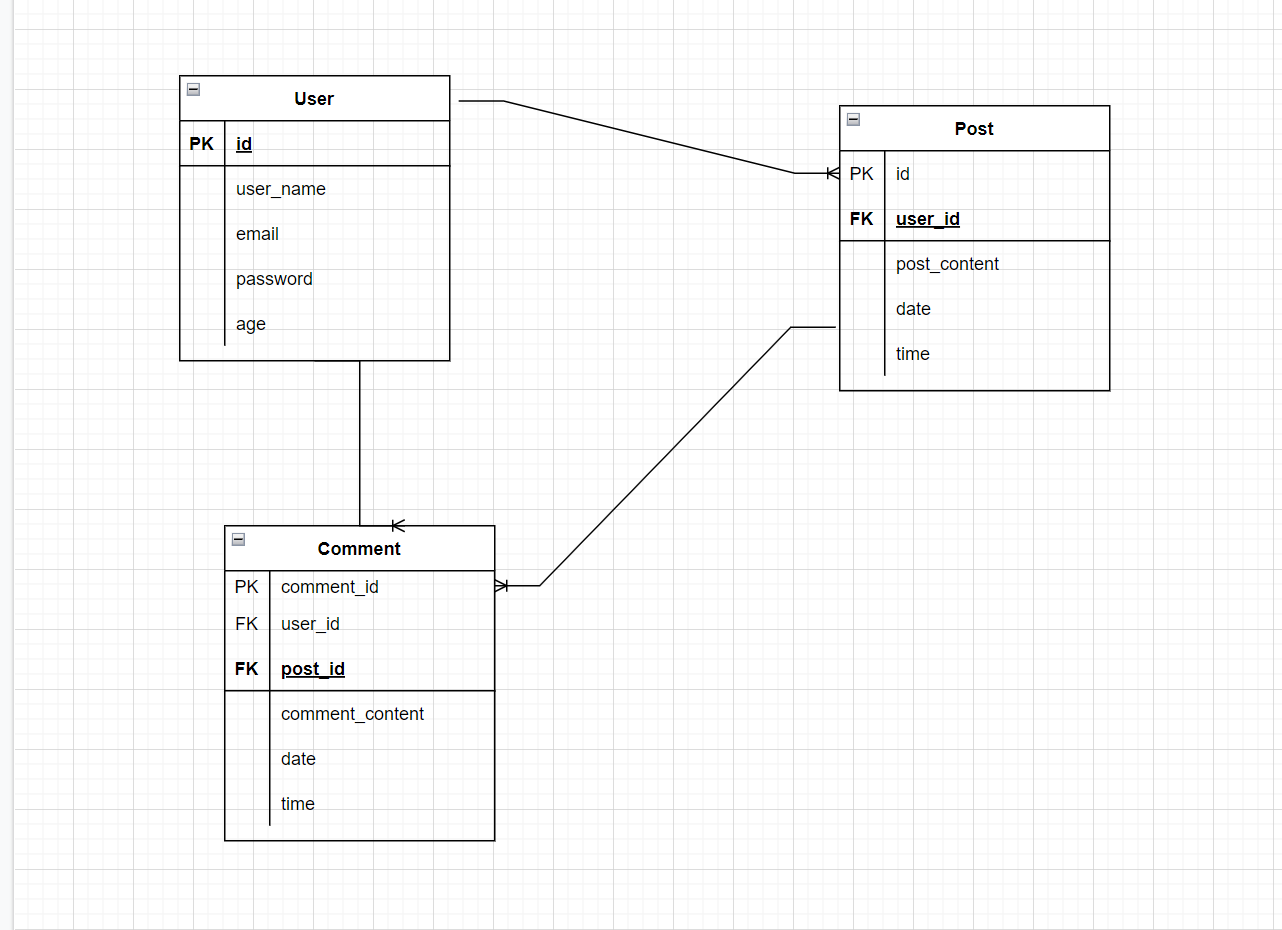 User
PK id
user_name
email
password
age
Post
PK id
FK user_id
post_content
date
time
Comment
PK comment_id
FK user_id
FK post_id
comment_content
date
time